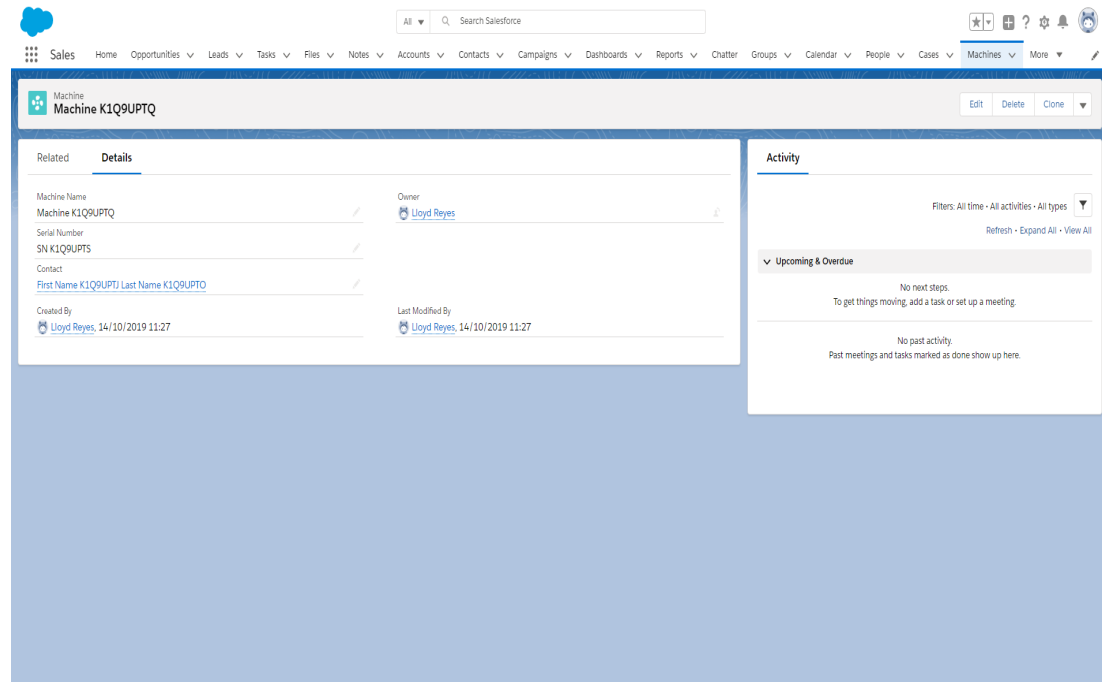 All Search Salesforce
Sales Home Opportunities Leads Tasks Files Notes Accounts Contacts Campaigns Dashboards Reports Chatter Groups Calendar People Cases Machines More
Machine
Machine K1Q9UPTQ
Edit Delete Clone
Related Details
Machine Name
Machine K1Q9UPTQ
Owner
Lloyd Reyes
Serial Number
SN K1Q9UPTS
Contact
First Name K1Q9UPTJ Last Name K1Q9UPTO
Created By
Lloyd Reyes, 14/10/2019 11:27
Last Modified By
Lloyd Reyes, 14/10/2019 11:27
Activity
Filters: All time • All activities • All types
Refresh • Expand All • View All
Upcoming & Overdue
No next steps.
To get things moving, add a task or set up a meeting.
No past activity.
Past meetings and tasks marked as done show up here.